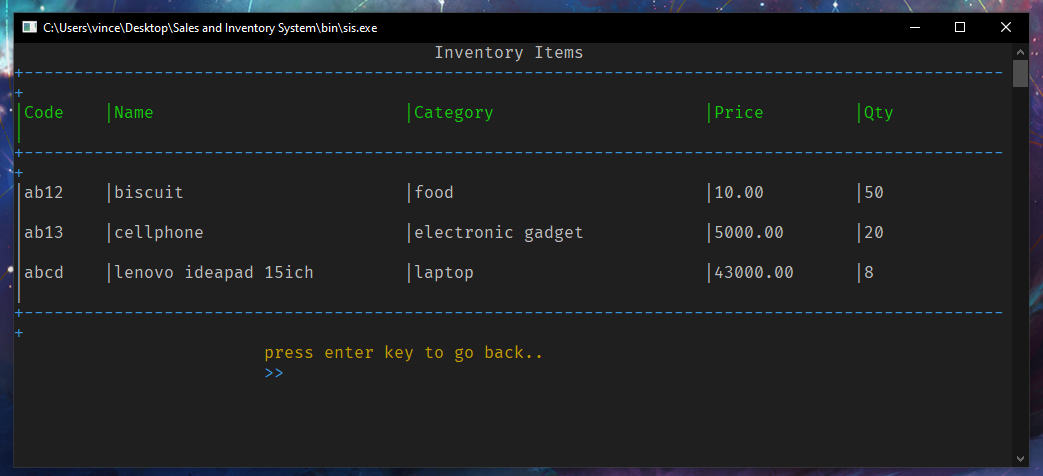 C:\Users\vince\Desktop\Sales and Inventory System\bin\sis.exe
Inventory Items
+--------------------------------------------------------------------------------------------------
+
|Code |Name |Category |Price |Qty
|
+--------------------------------------------------------------------------------------------------
+
|ab12 |biscuit |food |10.00 |50
|
|ab13 |cellphone |electronic gadget |5000.00 |20
|
|abcd |lenovo ideapad 15ich |laptop |43000.00 |8
|
+--------------------------------------------------------------------------------------------------
+
press enter key to go back..
>>